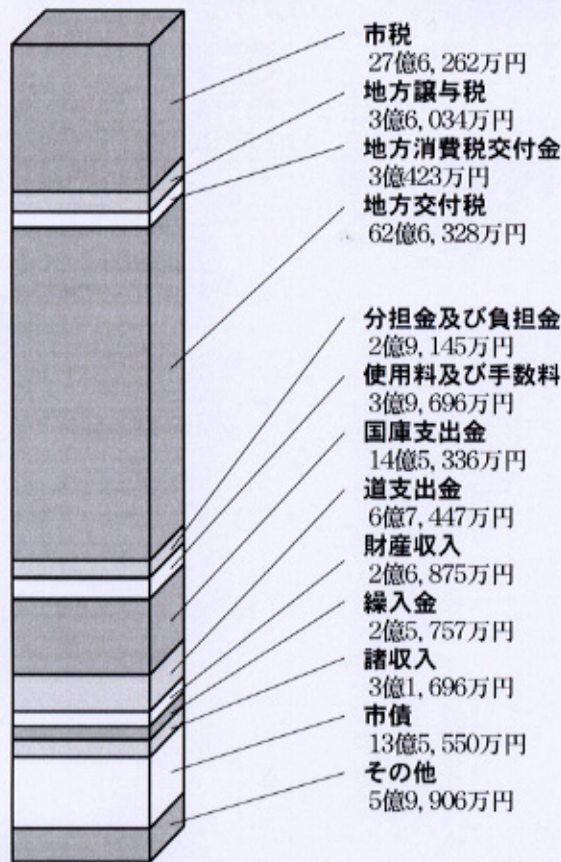 市税
27億6,262万円
地方譲与税
3億6,034万円
地方消費税交付金
3億423万円
地方交付税
62億6,328万円
分担金及び負担金
2億9,145万円
使用料及び手数料
3億9,696万円
国庫支出金
14億5,336万円
道支出金
6億7,447万円
財産収入
2億6,875万円
繰入金
2億5,757万円
諸収入
3億1,696万円
市債
13億5,550万円
その他
5億9,906万円